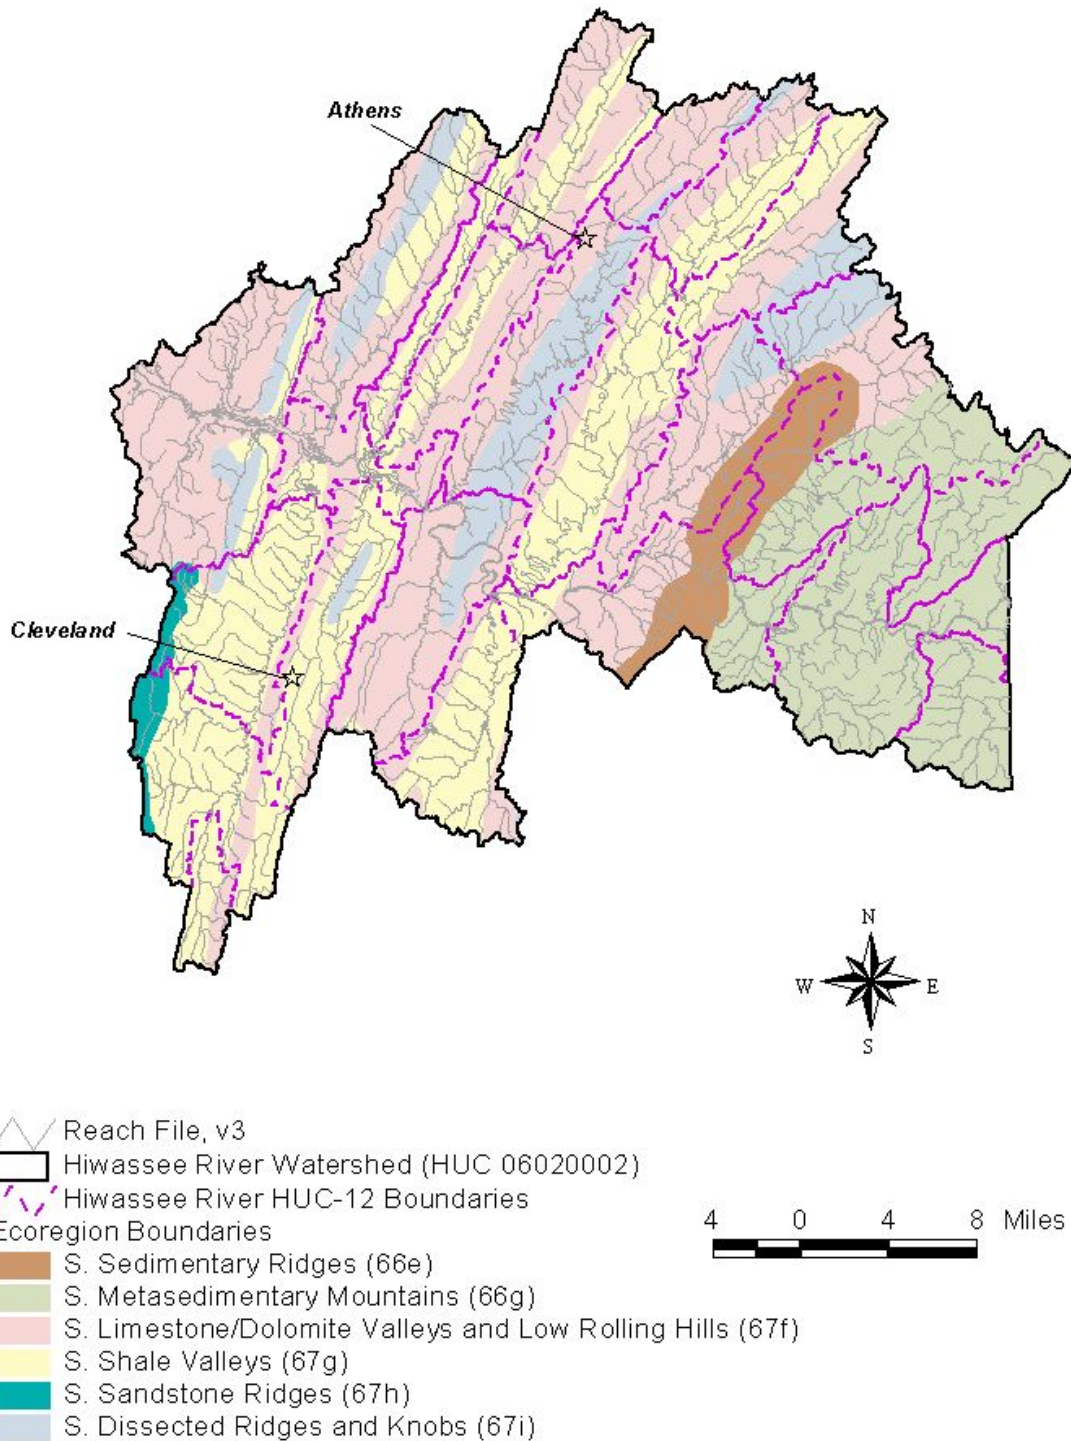 Athens
Cleveland
N
W E
S
Reach File, v3
Hiwassee River Watershed (HUC 06020002)
Hiwassee River HUC-12 Boundaries
Ecoregion Boundaries
4 0 4 8 Miles
S. Sedimentary Ridges (66e)
S. Metasedimentary Mountains (66g)
S. Limestone/Dolomite Valleys and Low Rolling Hills (67f)
S. Shale Valleys (67g)
S. Sandstone Ridges (67h)
S. Dissected Ridges and Knobs (67i)